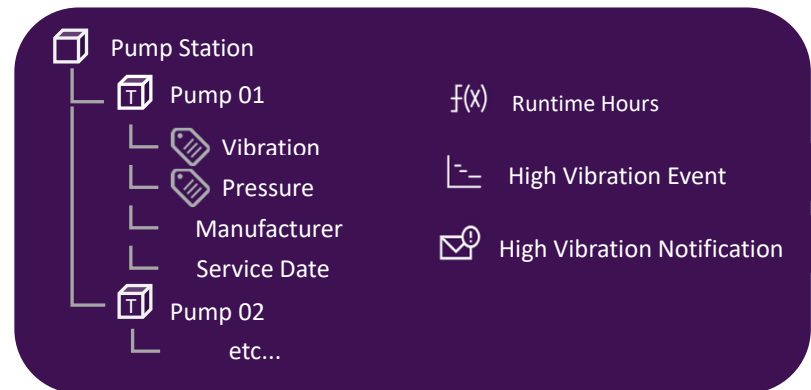 Pump Station
T Pump 01
Vibration
Pressure
Manufacturer
Service Date
T Pump 02
etc...
f(x) Runtime Hours
High Vibration Event
High Vibration Notification